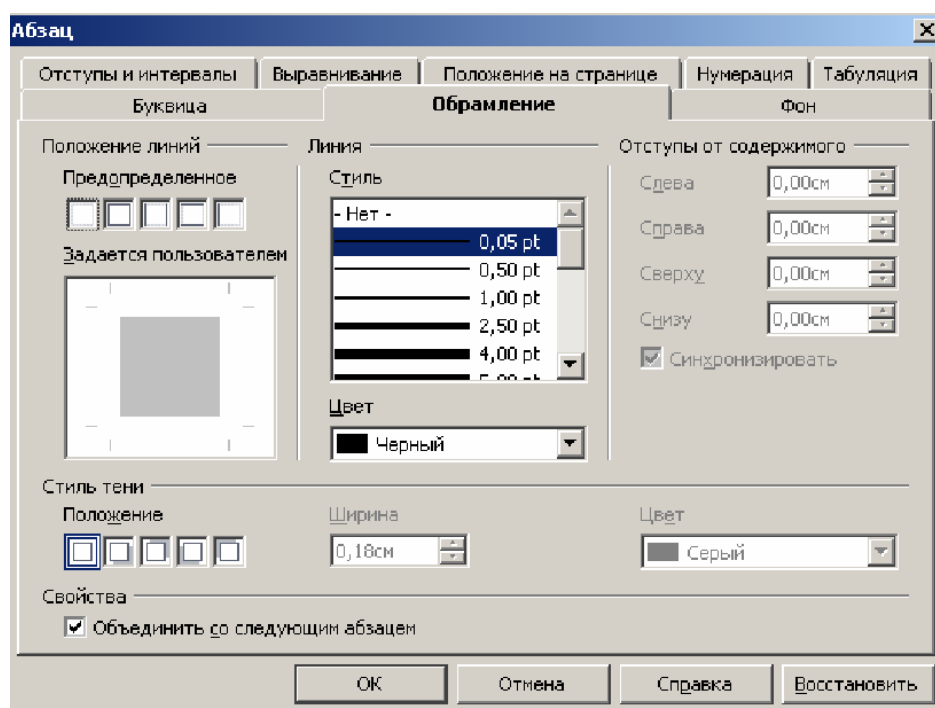 Абзац
Отступы и интервалы
Выравнивание
Положение на странице
Нумерация
Табуляция
Буквица
Обрамление
Фон
Положение линий
Предопределенное
Задается пользователем
Линия
Стиль
- Нет -
0,05 pt
0,50 pt
1,00 pt
2,50 pt
4,00 pt
Цвет
Черный
Отступы от содержимого
Слева
0,00см
Справа
0,00см
Сверху
0,00см
Снизу
0,00см
Синхронизировать
Стиль тени
Положение
Ширина
0,18см
Цвет
Серый
Свойства
Объединить со следующим абзацем
ОК
Отмена
Справка
Восстановить